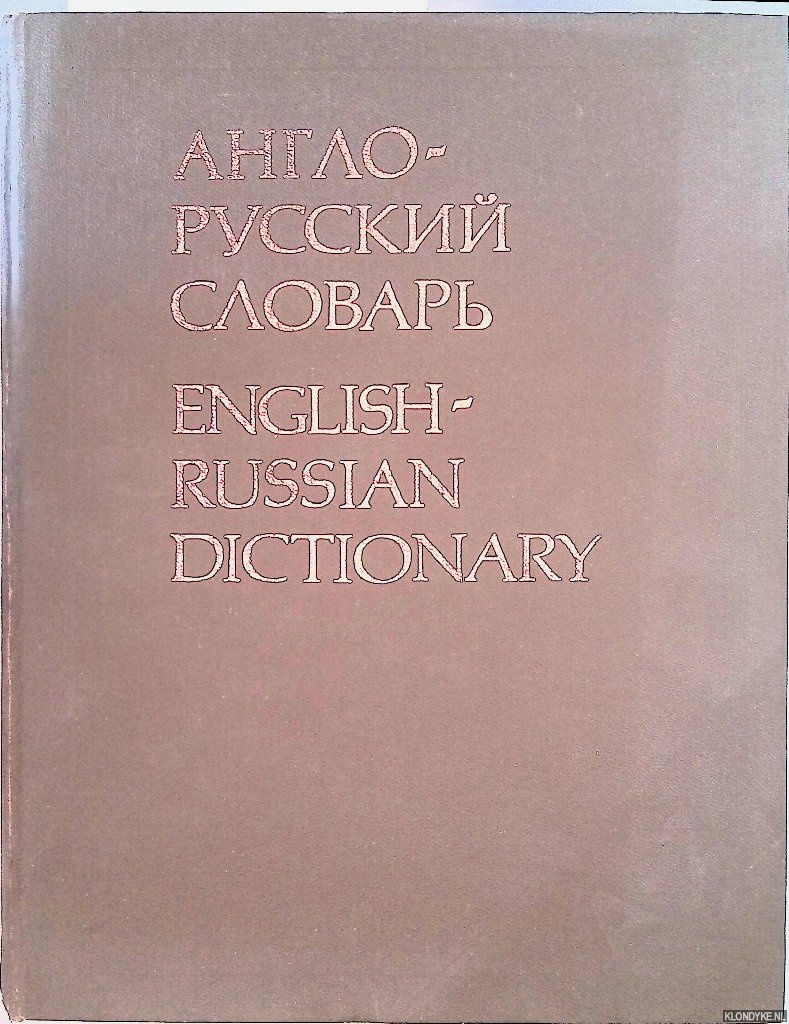 АНГЛО-
РУССКИЙ
СЛОВАРЬ
ENGLISH-
RUSSIAN
DICTIONARY
KLONDYKE.NL